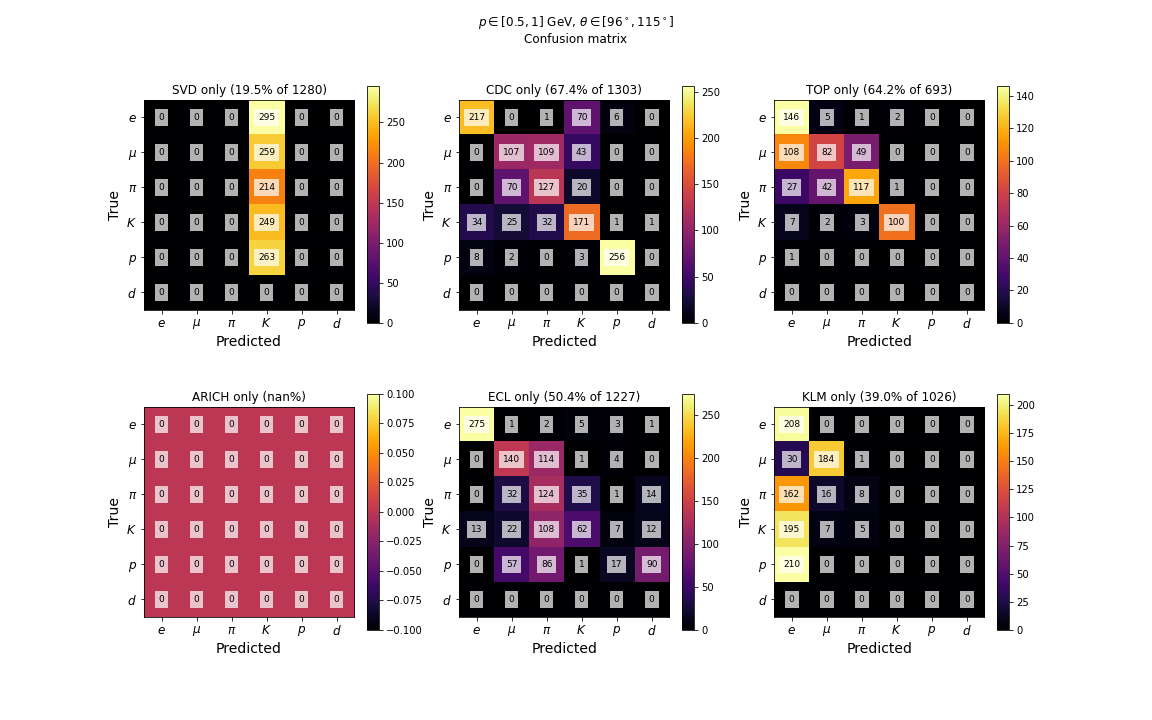 p ∈ [0.5, 1] GeV, θ ∈ [96°, 115°]
Confusion matrix
SVD only (19.5% of 1280)
e 0 0 0 295 0 0
μ 0 0 0 259 0 0
π 0 0 0 214 0 0
K 0 0 0 249 0 0
p 0 0 0 263 0 0
d 0 0 0 0 0 0
e μ π K p d
True
Predicted
250
200
150
100
50
0
CDC only (67.4% of 1303)
e 217 0 1 70 6 0
μ 0 107 109 43 0 0
π 0 70 127 20 0 0
K 34 25 32 171 1 1
p 8 2 0 3 256 0
d 0 0 0 0 0 0
e μ π K p d
True
Predicted
250
200
150
100
50
0
TOP only (64.2% of 693)
e 146 5 1 2 0 0
μ 108 82 49 0 0 0
π 27 42 117 1 0 0
K 7 2 3 100 0 0
p 1 0 0 0 0 0
d 0 0 0 0 0 0
e μ π K p d
True
Predicted
140
120
100
80
60
40
20
0
ARICH only (nan%)
e 0 0 0 0 0 0
μ 0 0 0 0 0 0
π 0 0 0 0 0 0
K 0 0 0 0 0 0
p 0 0 0 0 0 0
d 0 0 0 0 0 0
e μ π K p d
True
Predicted
0.100
0.075
0.050
0.025
0.000
−0.025
−0.050
−0.075
−0.100
ECL only (50.4% of 1227)
e 275 1 2 5 3 1
μ 0 140 114 1 4 0
π 0 32 124 35 1 14
K 13 22 108 62 7 12
p 0 57 86 1 17 90
d 0 0 0 0 0 0
e μ π K p d
True
Predicted
250
200
150
100
50
0
KLM only (39.0% of 1026)
e 208 0 0 0 0 0
μ 30 184 1 0 0 0
π 162 16 8 0 0 0
K 195 7 5 0 0 0
p 210 0 0 0 0 0
d 0 0 0 0 0 0
e μ π K p d
True
Predicted
200
175
150
125
100
75
50
25
0